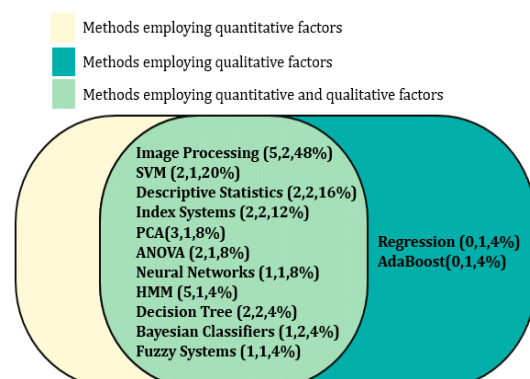 Methods employing quantitative factors
Methods employing qualitative factors
Methods employing quantitative and qualitative factors
Image Processing (5,2,48%)
SVM (2,1,20%)
Descriptive Statistics (2,2,16%)
Index Systems (2,2,12%)
PCA(3,1,8%)
ANOVA (2,1,8%)
Neural Networks (1,1,8%)
HMM (5,1,4%)
Decision Tree (2,2,4%)
Bayesian Classifiers (1,2,4%)
Fuzzy Systems (1,1,4%)
Regression (0,1,4%)
AdaBoost(0,1,4%)